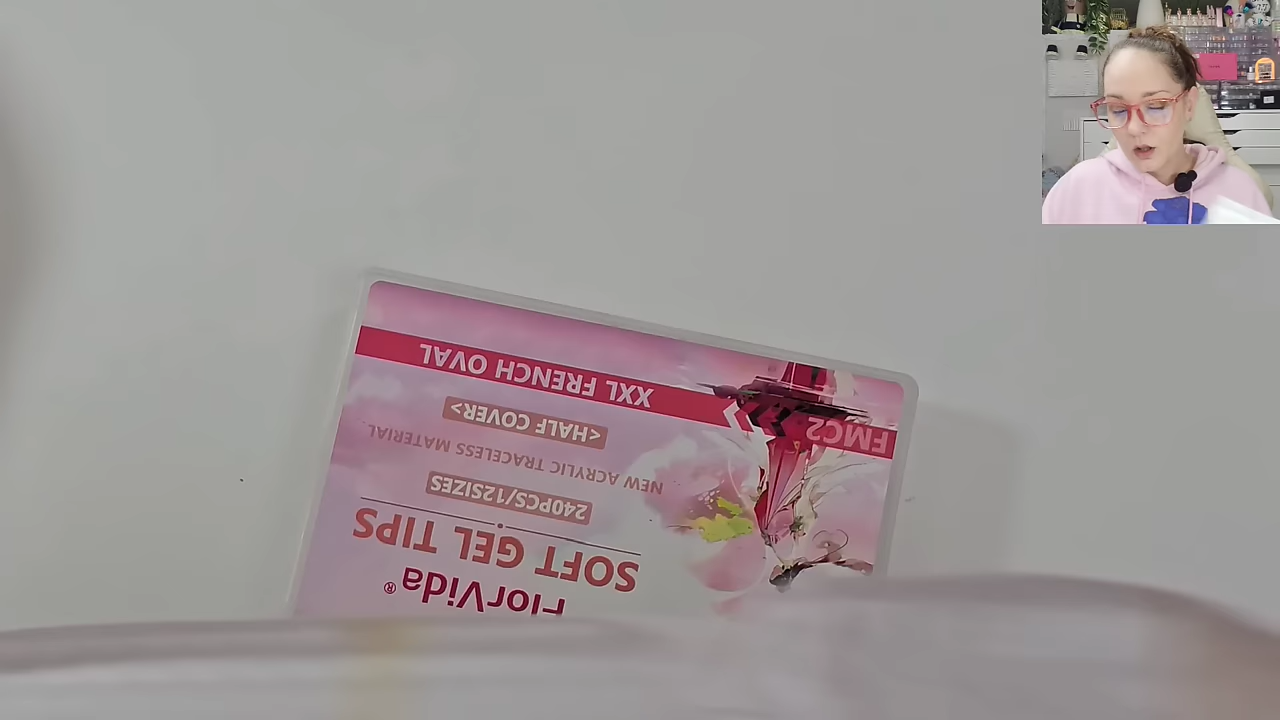 FlorVida®
SOFT GEL TIPS
240PCS/12SIZES
NEW ACRYLIC TRACELESS MATERIAL
<HALF COVER>
FMC2 XXL FRENCH OVAL